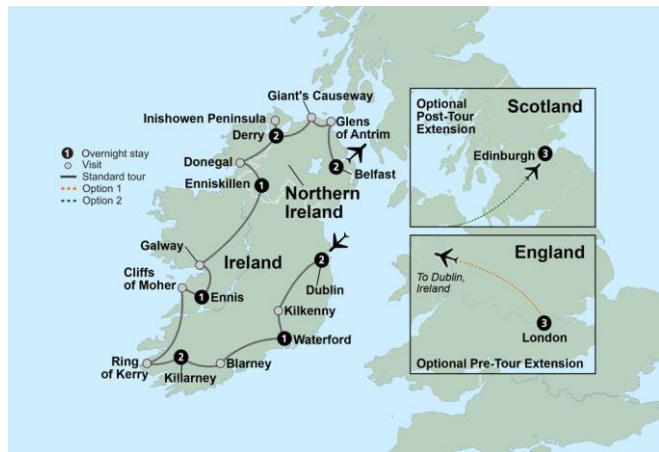 1 Overnight stay
Visit
Standard tour
Option 1
Option 2
Giant's Causeway
Inishowen Peninsula
Derry
2
Glens
of Antrim
Donegal
2
Belfast
Enniskillen
1
Northern
Ireland
Galway
Cliffs
of Moher
Ireland
2
Dublin
1
Ennis
Kilkenny
1
Waterford
Ring
of Kerry
2
Killarney
Blarney
Optional
Post-Tour
Extension
Scotland
Edinburgh
3
England
To Dublin,
Ireland
3
London
Optional Pre-Tour Extension